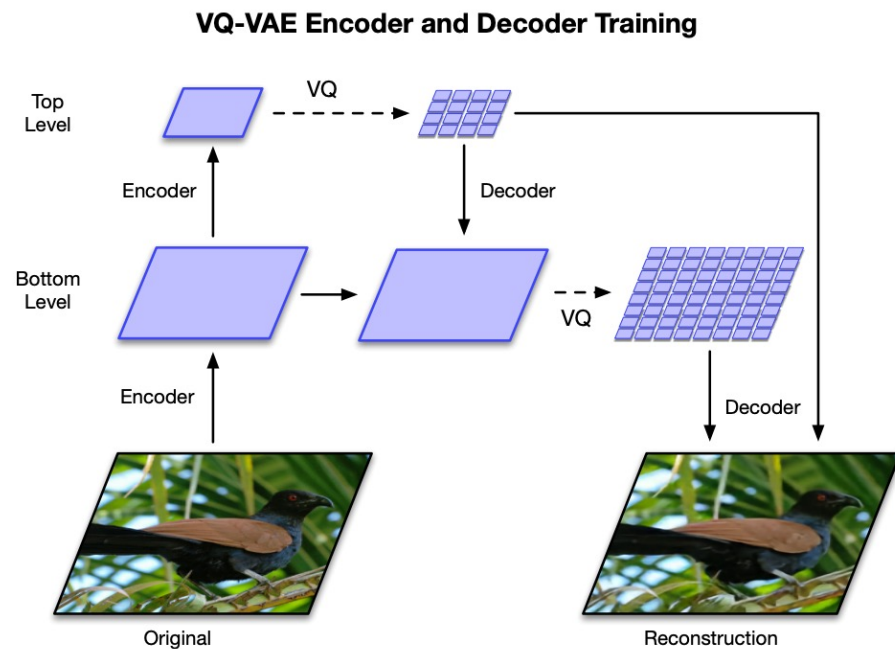 VQ-VAE Encoder and Decoder Training
VQ
Top
Level
Encoder
Decoder
Bottom
Level
VQ
Encoder
Decoder
Original
Reconstruction